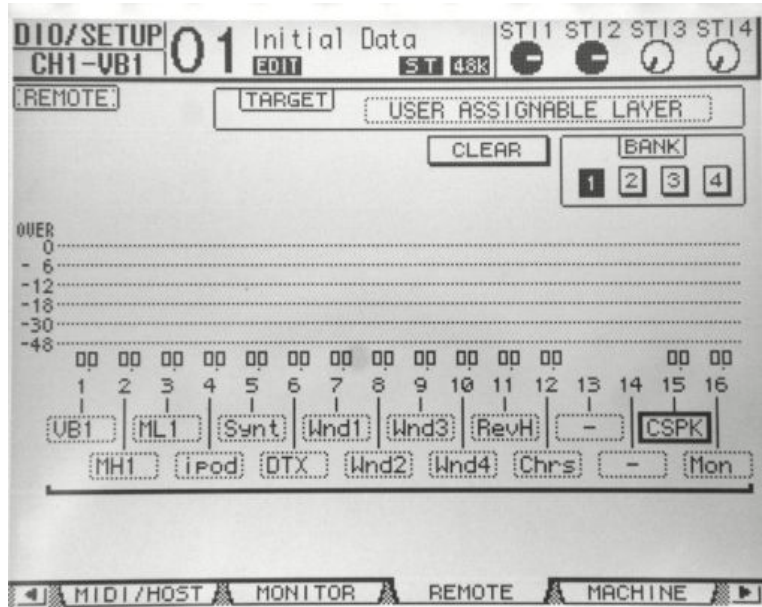 DIO/SETUP 01 Initial Data STI1 STI2 STI3 STI4
CH1-VB1 EDIT ST 48K
REMOTE TARGET USER ASSIGNABLE LAYER
CLEAR BANK
1 2 3 4
OVER
0
-6
-12
-18
-30
-48
1 2 3 4 5 6 7 8 9 10 11 12 13 14 15 16
VB1 ML1 Synt Wnd1 Wnd3 RevH - CSPK
MH1 ipod DTX Wnd2 Wnd4 Chrs - Mon
MIDI/HOST MONITOR REMOTE MACHINE